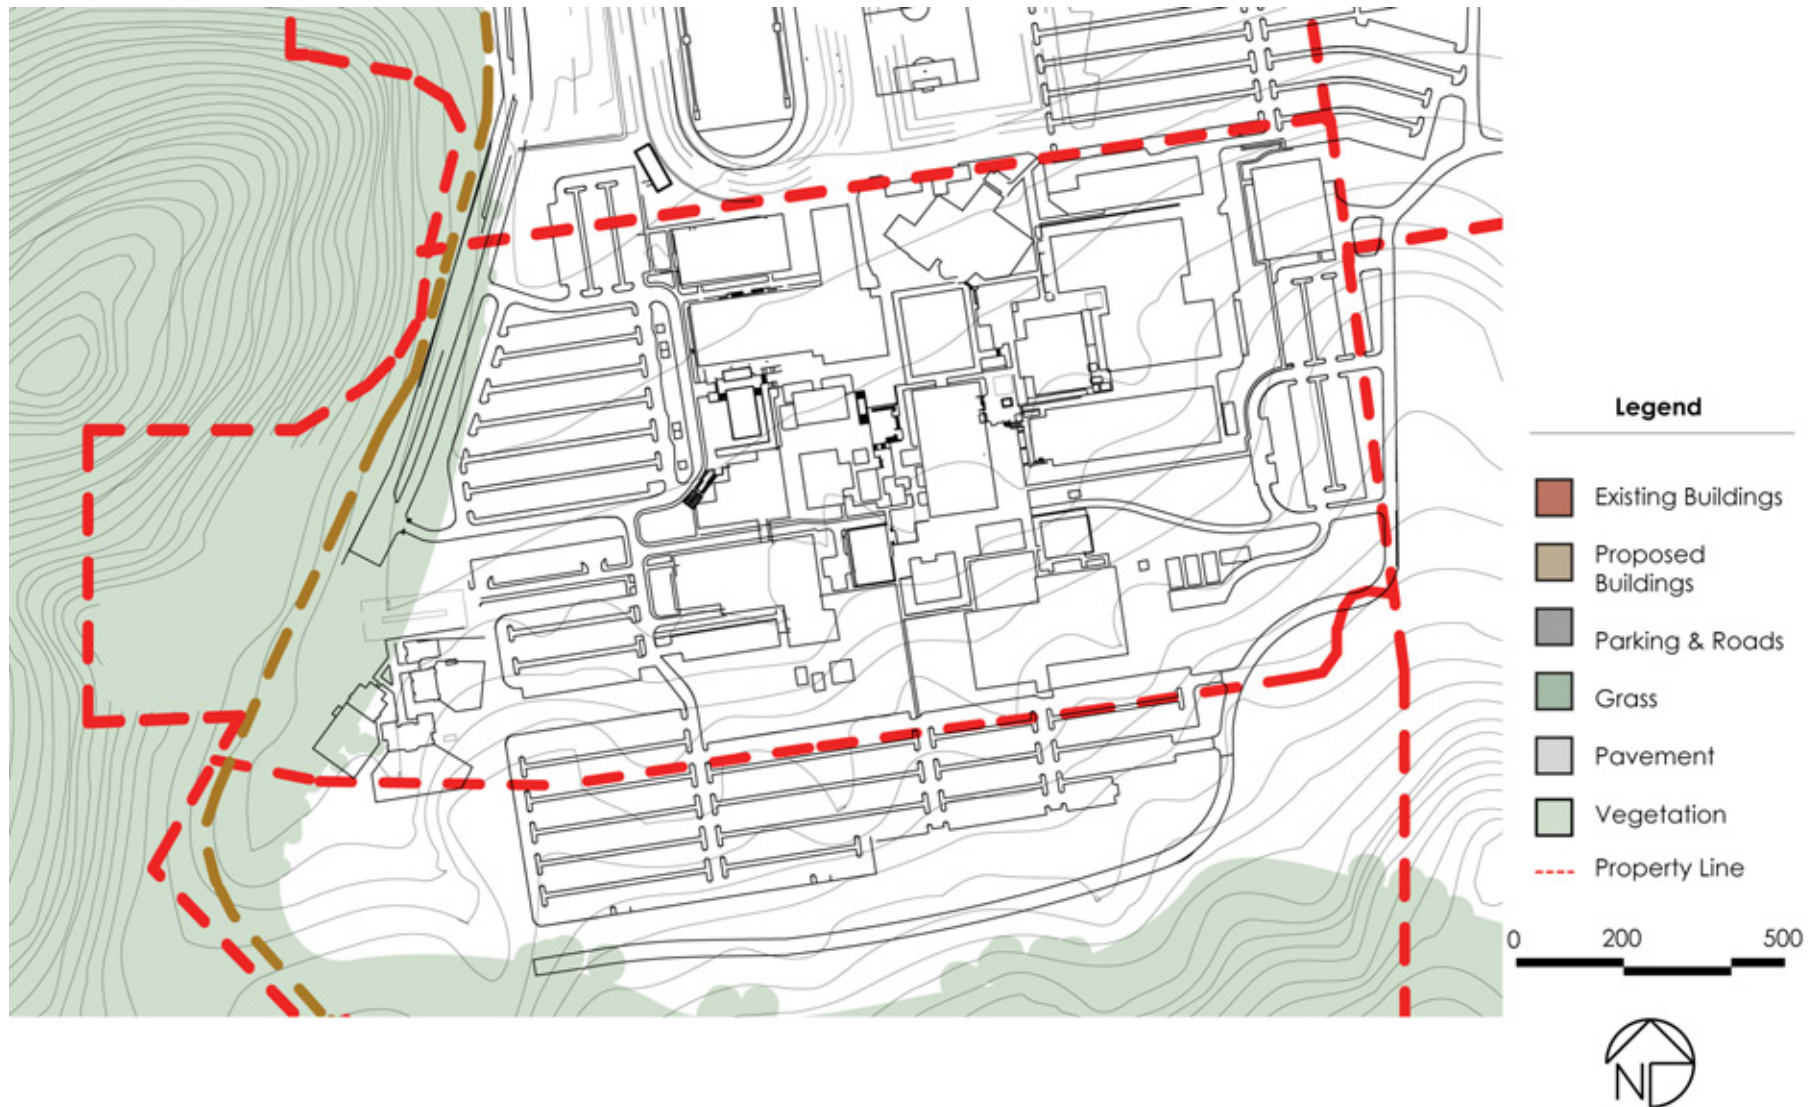 Legend
Existing Buildings
Proposed
Buildings
Parking & Roads
Grass
Pavement
Vegetation
Property Line
0 200 500
N